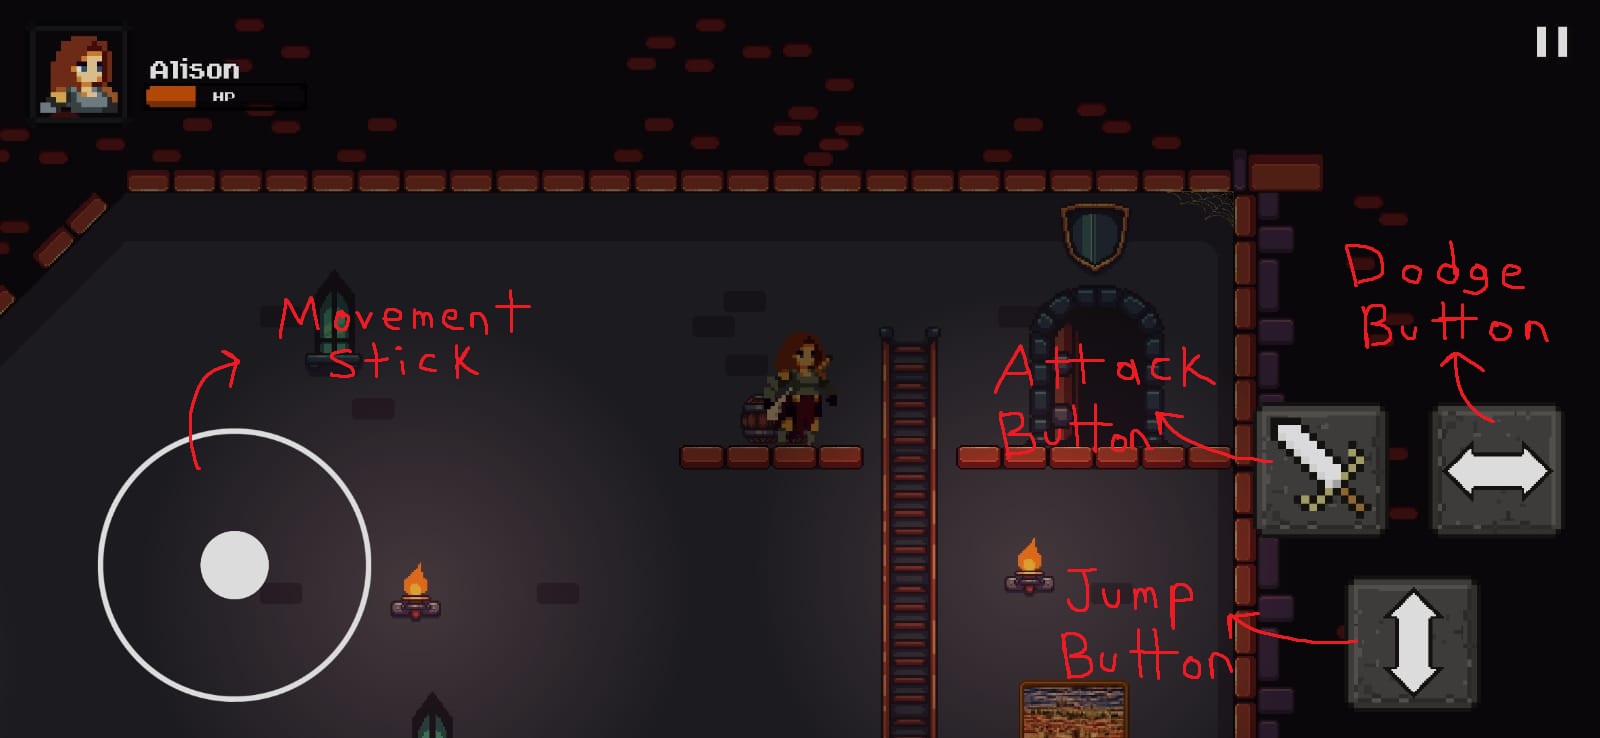 Alison
HP
Dodge
Button
Movement
Stick
Attack
Button
Jump
Button